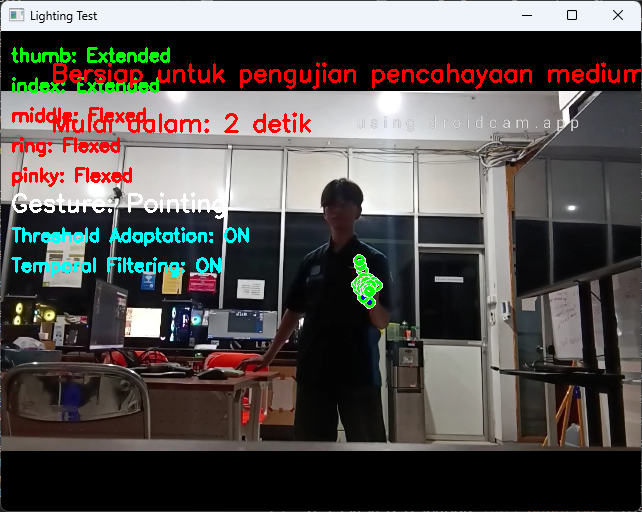 Lighting Test
thumb: Extended
Bersiap untuk pengujian pencahayaan medium
index: Extended
middle: Flexed
Mulai dalam: 2 detik
using droidcam.app
ring: Flexed
pinky: Flexed
Gesture: Pointing
Threshold Adaptation: ON
Temporal Filtering: ON